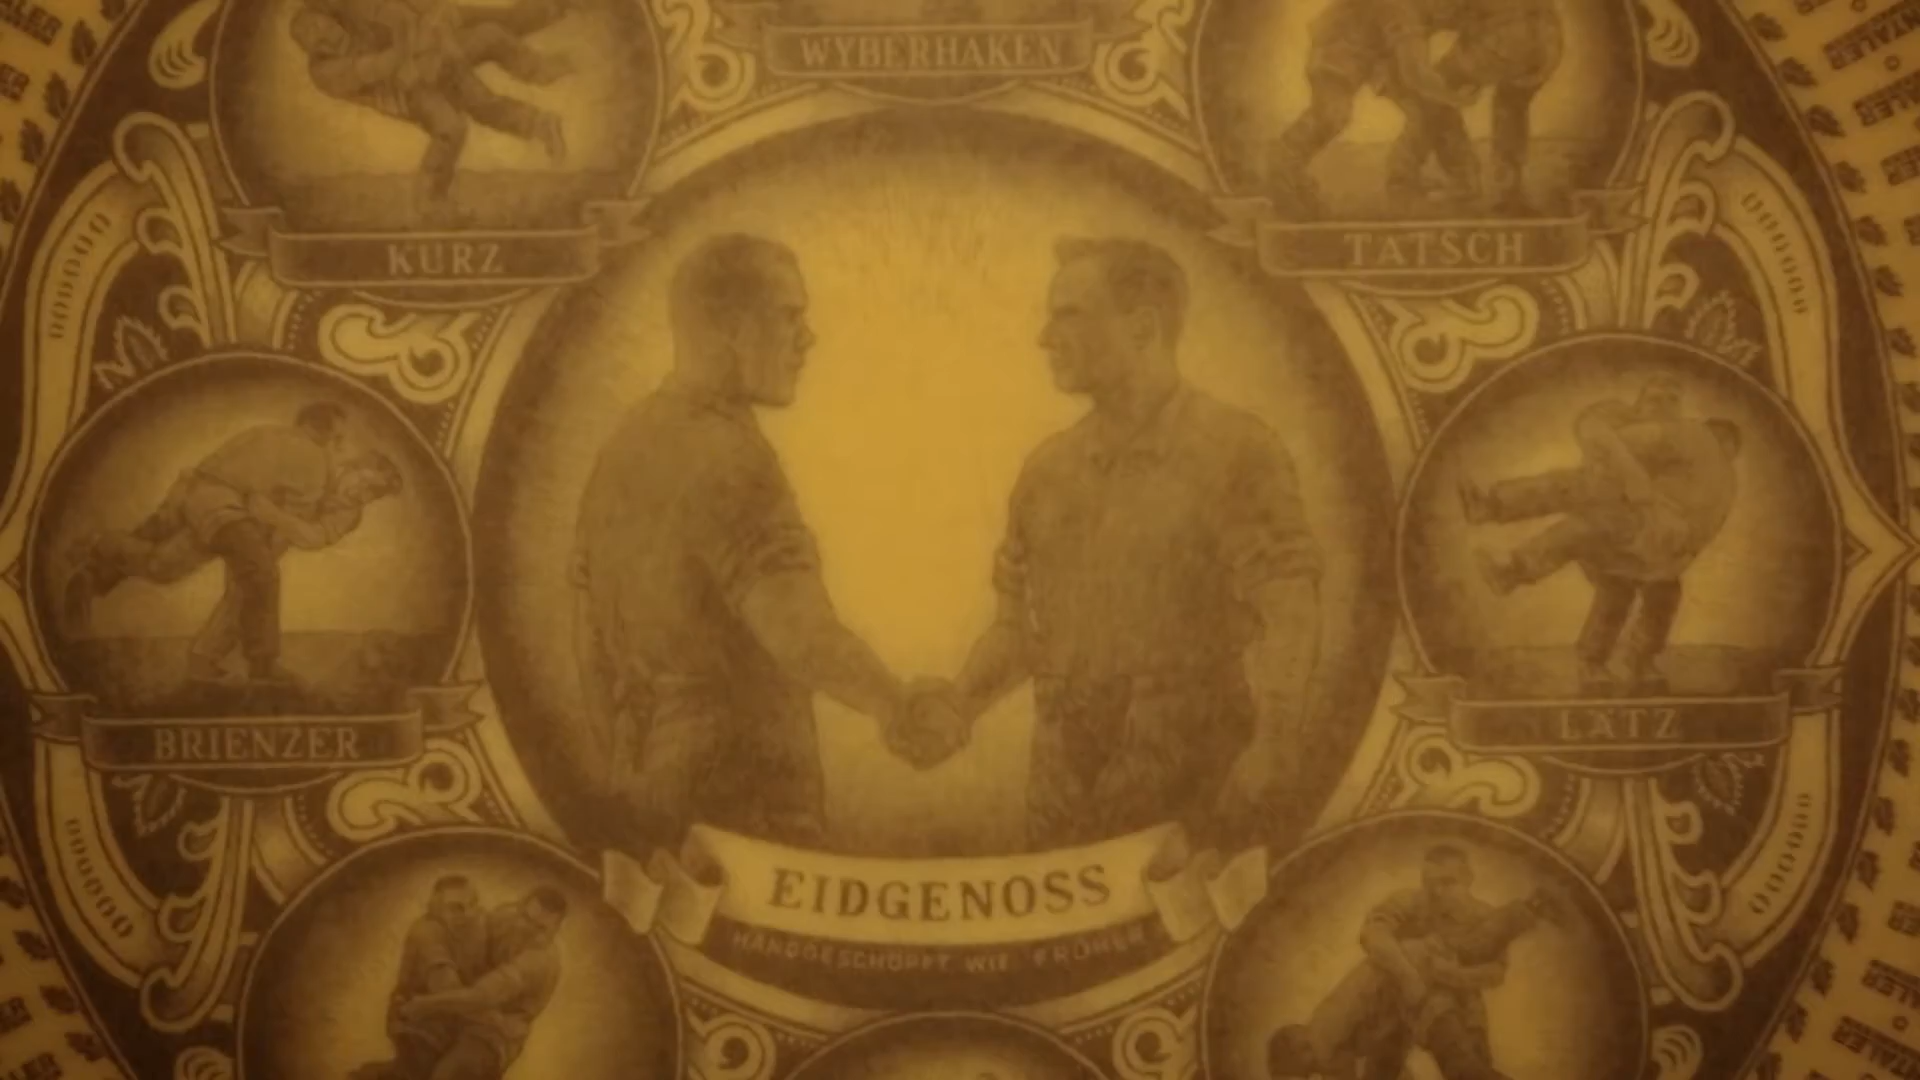 WYBERHAKEN
KURZ
TATSCH
BRIENZER
LATZ
EIDGENOSS
HANDGESCHÖPFT WIE FRÜHER